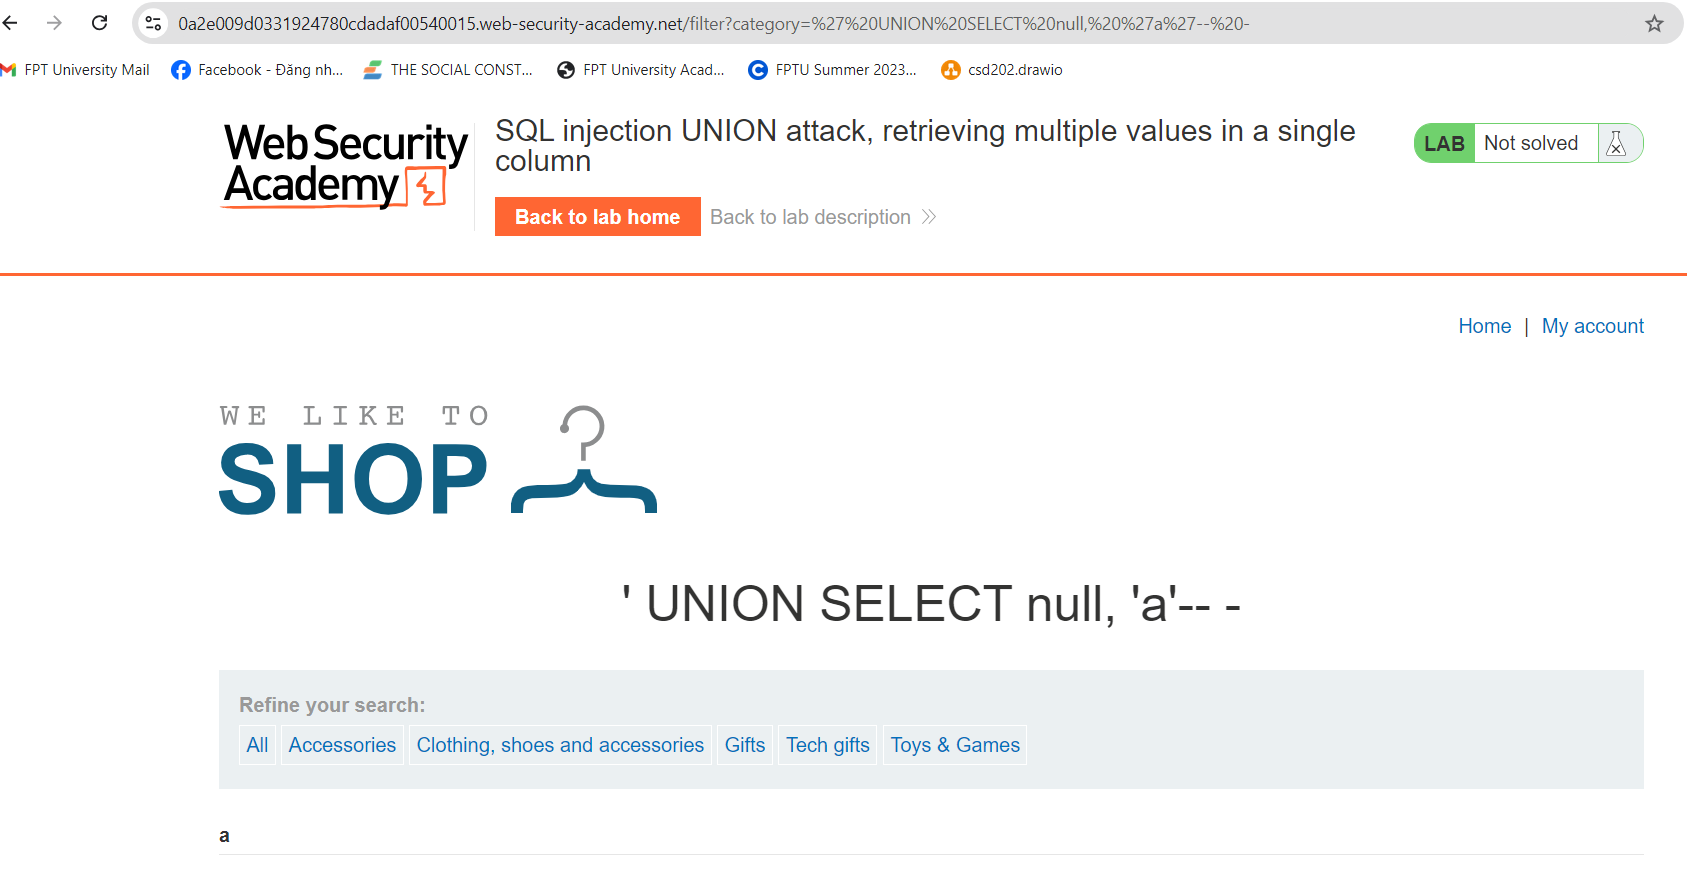 0a2e009d0331924780cdadaf00540015.web-security-academy.net/filter?category=%27%20UNION%20SELECT%20null,%20%27a%27--%20-
FPT University Mail
Facebook - Đăng nh...
THE SOCIAL CONST...
FPT University Acad...
FPTU Summer 2023...
csd202.drawio
Web Security
Academy
SQL injection UNION attack, retrieving multiple values in a single
column
Back to lab home
Back to lab description
LAB
Not solved
Home | My account
WE LIKE TO
SHOP
' UNION SELECT null, 'a'-- -
Refine your search:
All
Accessories
Clothing, shoes and accessories
Gifts
Tech gifts
Toys & Games
a